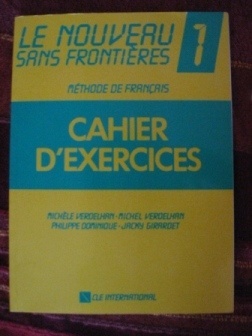 LE NOUVEAU
SANS FRONTIÈRES 1
MÉTHODE DE FRANÇAIS
CAHIER
D'EXERCICES
MICHÈLE VERDELHAN-MICHEL VERDELHAN
PHILIPPE DOMINIQUE-JACKY GIRARDET
CLE INTERNATIONAL